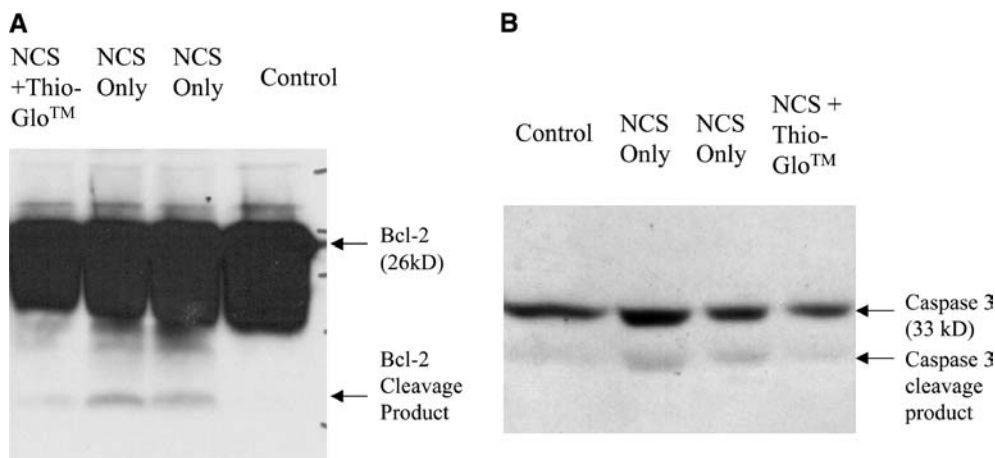 A
NCS
+Thio-
Glo™
NCS
Only
NCS
Only
Control
Bcl-2
(26kD)
Bcl-2
Cleavage
Product
B
Control
NCS
Only
NCS
Only
NCS +
Thio-
Glo™
Caspase 3
(33 kD)
Caspase 3
cleavage
product